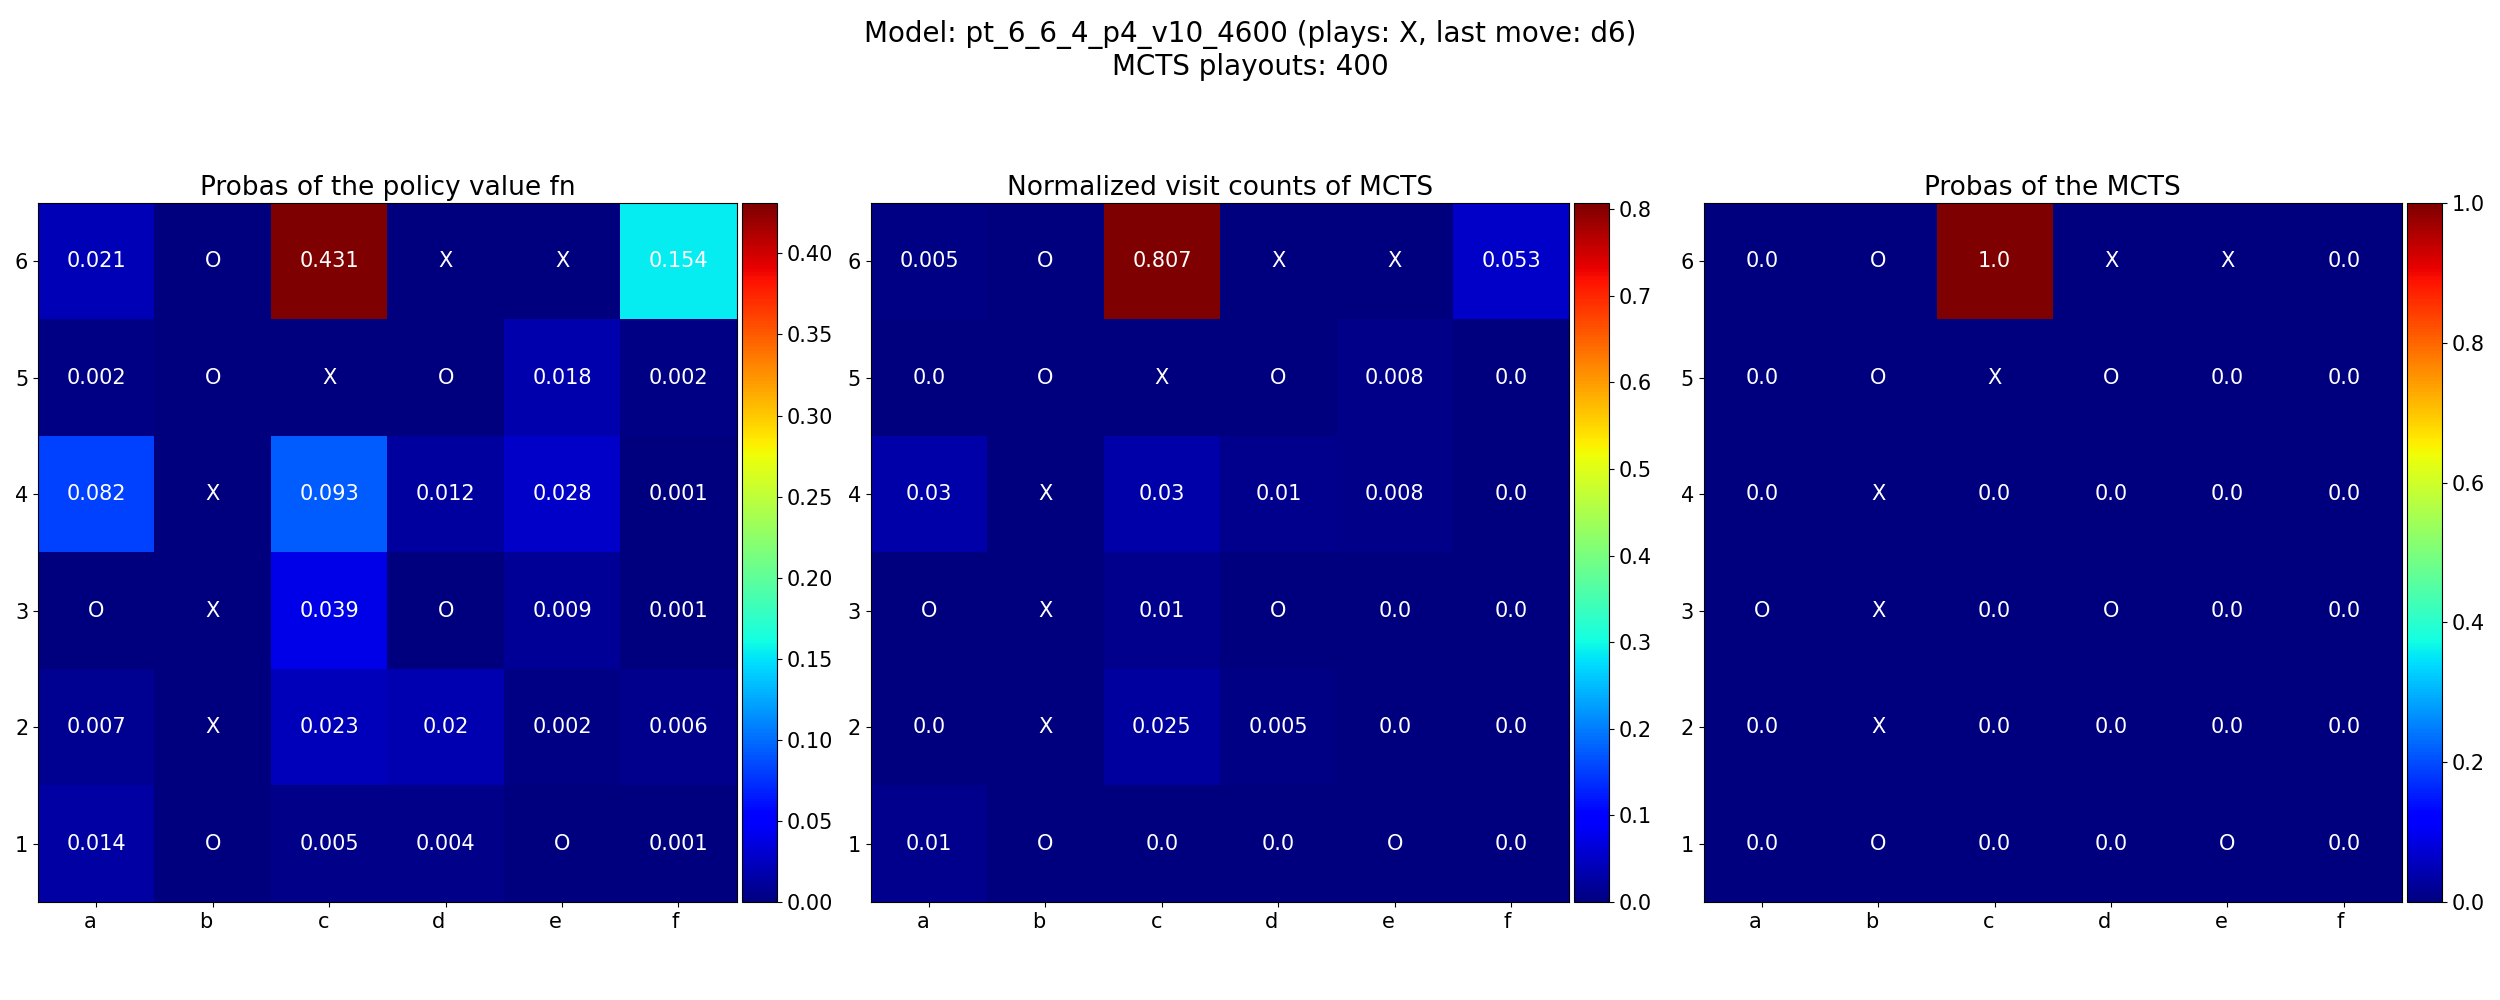 Model: pt_6_6_4_p4_v10_4600 (plays: X, last move: d6)
MCTS playouts: 400
Probas of the policy value fn
6 0.021 O 0.431 X X 0.154
5 0.002 O X O 0.018 0.002
4 0.082 X 0.093 0.012 0.028 0.001
3 O X 0.039 O 0.009 0.001
2 0.007 X 0.023 0.02 0.002 0.006
1 0.014 O 0.005 0.004 O 0.001
a b c d e f
0.40
0.35
0.30
0.25
0.20
0.15
0.10
0.05
0.00
Normalized visit counts of MCTS
6 0.005 O 0.807 X X 0.053
5 0.0 O X O 0.008 0.0
4 0.03 X 0.03 0.01 0.008 0.0
3 O X 0.01 O 0.0 0.0
2 0.0 X 0.025 0.005 0.0 0.0
1 0.01 O 0.0 0.0 O 0.0
a b c d e f
0.8
0.7
0.6
0.5
0.4
0.3
0.2
0.1
0.0
Probas of the MCTS
6 0.0 O 1.0 X X 0.0
5 0.0 O X O 0.0 0.0
4 0.0 X 0.0 0.0 0.0 0.0
3 O X 0.0 O 0.0 0.0
2 0.0 X 0.0 0.0 0.0 0.0
1 0.0 O 0.0 0.0 O 0.0
a b c d e f
1.0
0.8
0.6
0.4
0.2
0.0